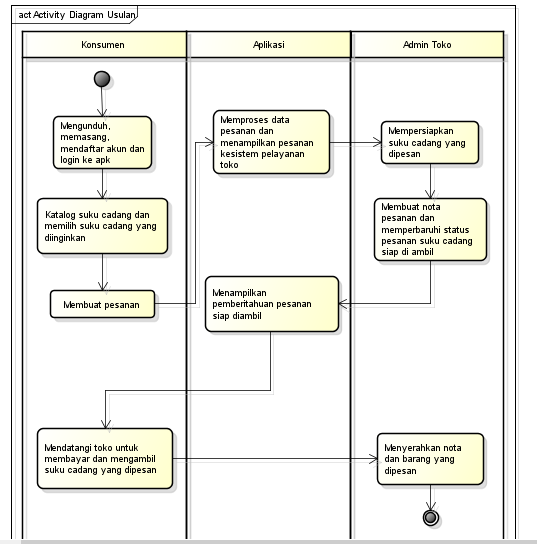 act Activity Diagram Usulan
Konsumen
Aplikasi
Admin Toko
Mengunduh,
memasang,
mendaftar akun dan
login ke apk
Memproses data
pesanan dan
menampilkan pesanan
kesistem pelayanan
toko
Mempersiapkan
suku cadang yang
dipesan
Katalog suku cadang dan
memilih suku cadang yang
diinginkan
Membuat nota
pesanan dan
memperbaruhi status
pesanan suku cadang
siap di ambil
Membuat pesanan
Menampilkan
pemberitahuan pesanan
siap diambil
Mendatangi toko untuk
membayar dan mengambil
suku cadang yang dipesan
Menyerahkan nota
dan barang yang
dipesan